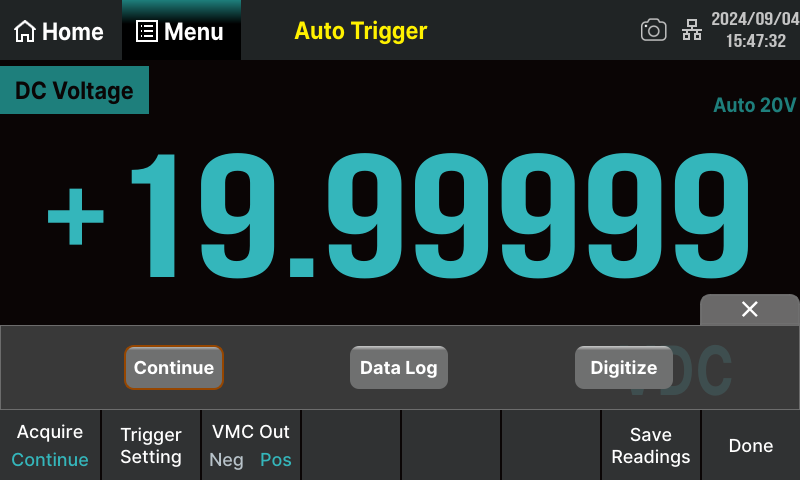 Home
Menu
Auto Trigger
2024/09/04
15:47:32
DC Voltage
Auto 20V
+19.99999
VDC
Continue
Data Log
Digitize
Acquire
Continue
Trigger
Setting
VMC Out
Neg Pos
Save
Readings
Done